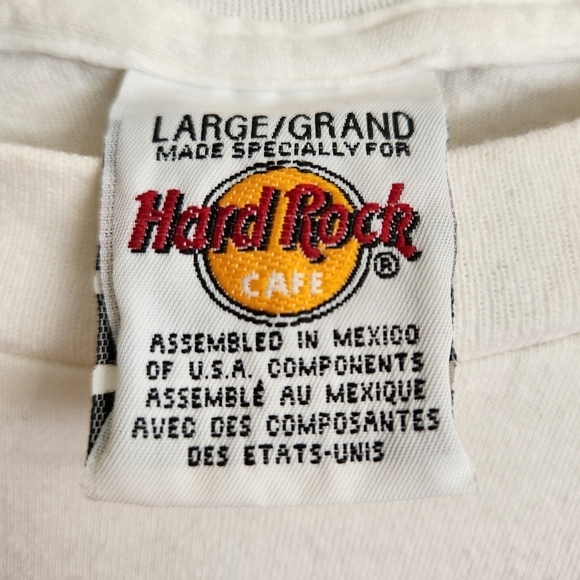 LARGE/GRAND
MADE SPECIALLY FOR
Hard Rock
CAFE
®
ASSEMBLED IN MEXICO
OF U.S.A. COMPONENTS
ASSEMBLÉ AU MEXIQUE
AVEC DES COMPOSANTES
DES ETATS-UNIS